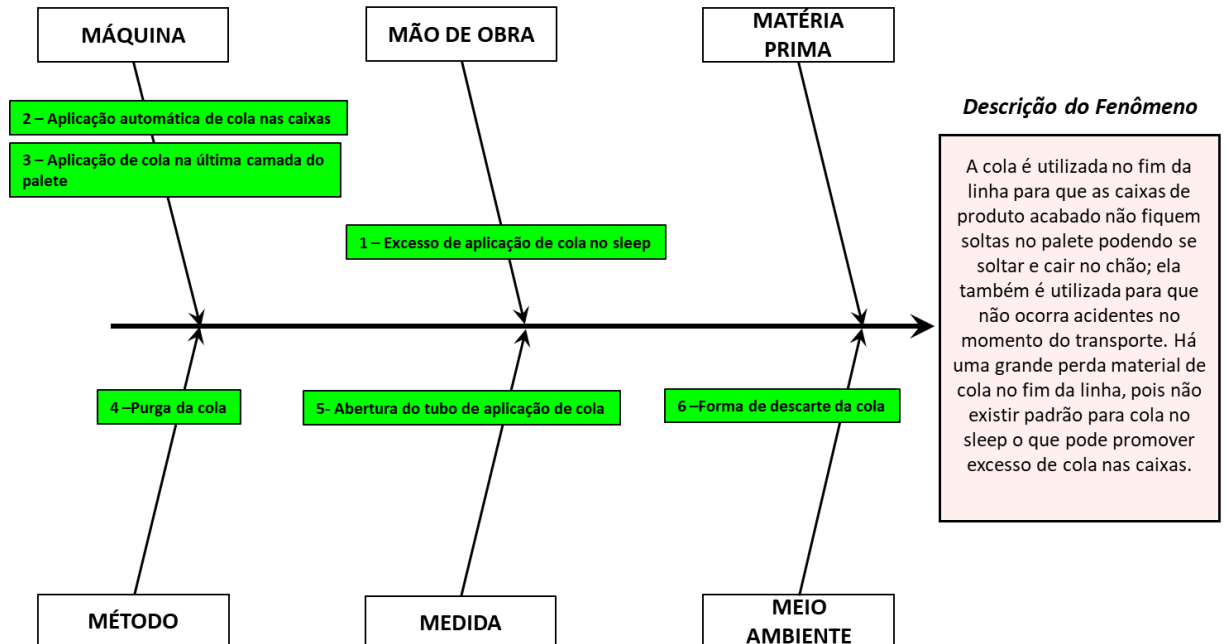 MÁQUINA
MÃO DE OBRA
MATÉRIA
PRIMA
2 – Aplicação automática de cola nas caixas
3 – Aplicação de cola na última camada do
palete
1 – Excesso de aplicação de cola no sleep
Descrição do Fenômeno
A cola é utilizada no fim da
linha para que as caixas de
produto acabado não fiquem
soltas no palete podendo se
soltar e cair no chão; ela
também é utilizada para que
não ocorra acidentes no
momento do transporte. Há
uma grande perda material de
cola no fim da linha, pois não
existir padrão para cola no
sleep o que pode promover
excesso de cola nas caixas.
4 –Purga da cola
5- Abertura do tubo de aplicação de cola
6 –Forma de descarte da cola
MÉTODO
MEDIDA
MEIO
AMBIENTE